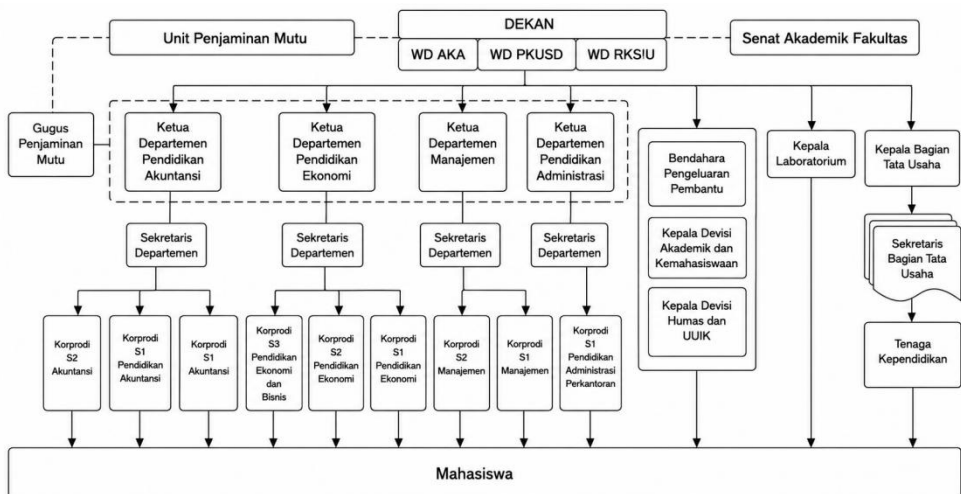 DEKAN
Unit Penjaminan Mutu
Senat Akademik Fakultas
WD AKA
WD PKUSD
WD RKS!U
Gugus
Penjaminan
Mutu
Ketua
Departemen
Pendidikan
Akuntansi
Ketua
Departemen
Pendidikan
Ekonomi
Ketua
Departemen
Manajemen
Ketua
Departemen
Pendidikan
Administrasi
Bendahara
Pengeluaran
Pembantu
Kepala Devisi
Akademik dan
Kemahasiswaan
Kepala Devisi
Humas dan
UUIK
Kepala
Laboratorium
Kepala Bagian
Tata Usaha
Sekretaris
Departemen
Sekretaris
Departemen
Sekretaris
Departemen
Sekretaris
Departemen
Sekretaris
Bagian Tata
Usaha
Korprodi
S2
Akuntansi
Korprodi
S1
Pendidikan
Akuntansi
Korprodi
S1
Akuntansi
Korprodi
S3
Pendidikan
Ekonomi
dan
Bisnis
Korprodi
S2
Pendidikan
Ekonomi
Korprodi
S1
Pendidikan
Ekonomi
Korprodi
S2
Manajemen
Korprodi
S1
Manajemen
Korprodi
S1
Pendidikan
Administrasi
Perkantoran
Tenaga
Kependidikan
Mahasiswa